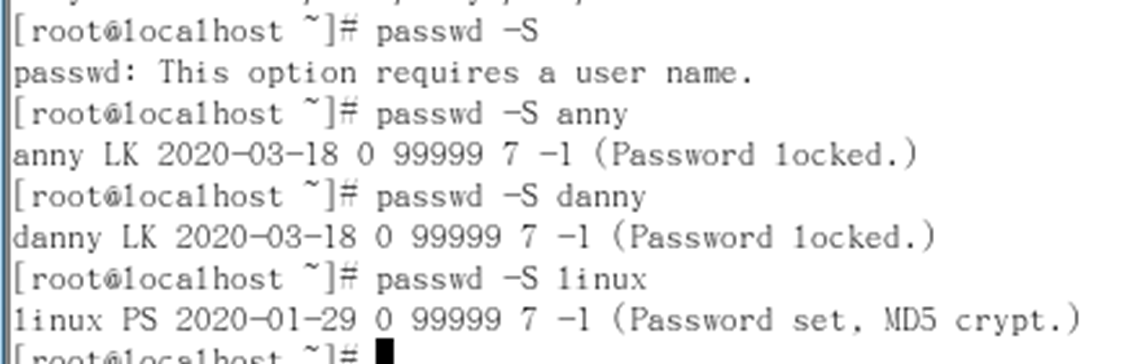 [root@localhost ~]# passwd -S
passwd: This option requires a user name.
[root@localhost ~]# passwd -S anny
anny LK 2020-03-18 0 99999 7 -1 (Password locked.)
[root@localhost ~]# passwd -S danny
danny LK 2020-03-18 0 99999 7 -1 (Password locked.)
[root@localhost ~]# passwd -S linux
linux PS 2020-01-29 0 99999 7 -1 (Password set, MD5 crypt.)
[root@localhost ~]#